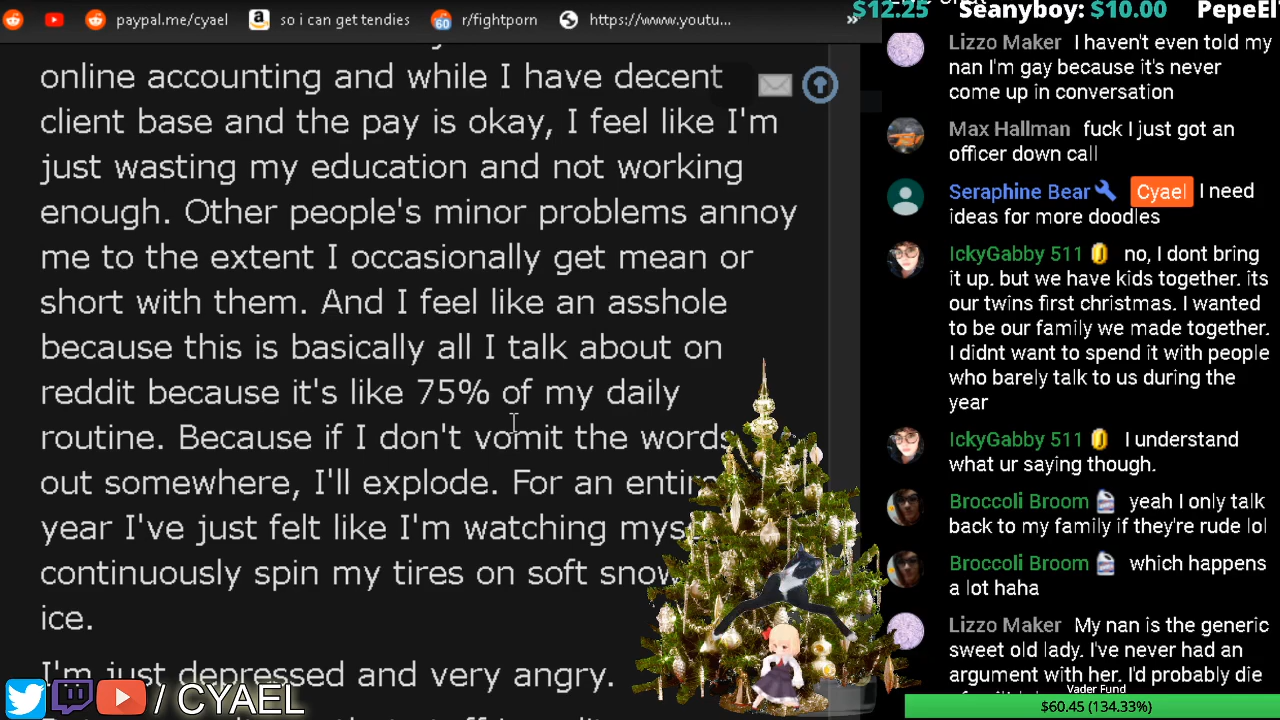 paypal.me/cyael
so i can get tendies
60
r/fightporn
https://www.youtu...
»
$12.25 Seanyboy: $10.00 PepeEl
online accounting and while I have decent
client base and the pay is okay, I feel like I'm
just wasting my education and not working
enough. Other people's minor problems annoy
me to the extent I occasionally get mean or
short with them. And I feel like an asshole
because this is basically all I talk about on
reddit because it's like 75% of my daily
routine. Because if I don't vomit the words
out somewhere, I'll explode. For an entire
year I've just felt like I'm watching mys
continuously spin my tires on soft snow
ice.
I'm just depressed and very angry.
/ CYAEL
Lizzo Maker I haven't even told my
nan I'm gay because it's never
come up in conversation
Max Hallman fuck I just got an
officer down call
Seraphine Bear Cyael I need
ideas for more doodles
IckyGabby 511 no, I dont bring
it up. but we have kids together. its
our twins first christmas. I wanted
to be our family we made together.
I didnt want to spend it with people
who barely talk to us during the
year
IckyGabby 511 I understand
what ur saying though.
Broccoli Broom yeah I only talk
back to my family if they're rude lol
Broccoli Broom which happens
a lot haha
Lizzo Maker My nan is the generic
sweet old lady. I've never had an
argument with her. I'd probably die
Vader Fund
$60.45 (134.33%)